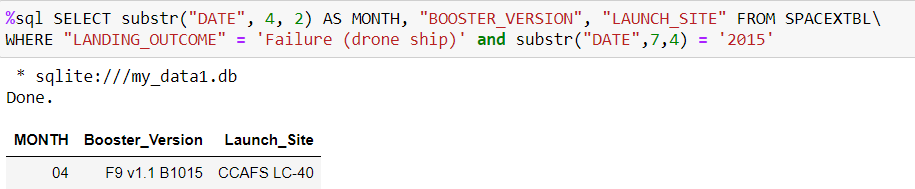 %sql SELECT substr("DATE", 4, 2) AS MONTH, "BOOSTER_VERSION", "LAUNCH_SITE" FROM SPACEXTBL\
WHERE "LANDING_OUTCOME" = 'Failure (drone ship)' and substr("DATE",7,4) = '2015'
* sqlite:///my_data1.db
Done.
MONTH Booster_Version Launch_Site
04 F9 v1.1 B1015 CCAFS LC-40